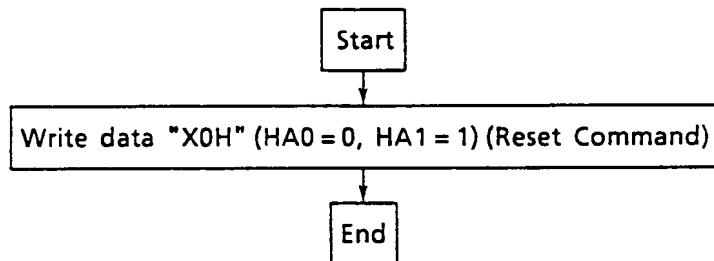 Start
Write data "X0H" (HA0 = 0, HA1 = 1) (Reset Command)
End